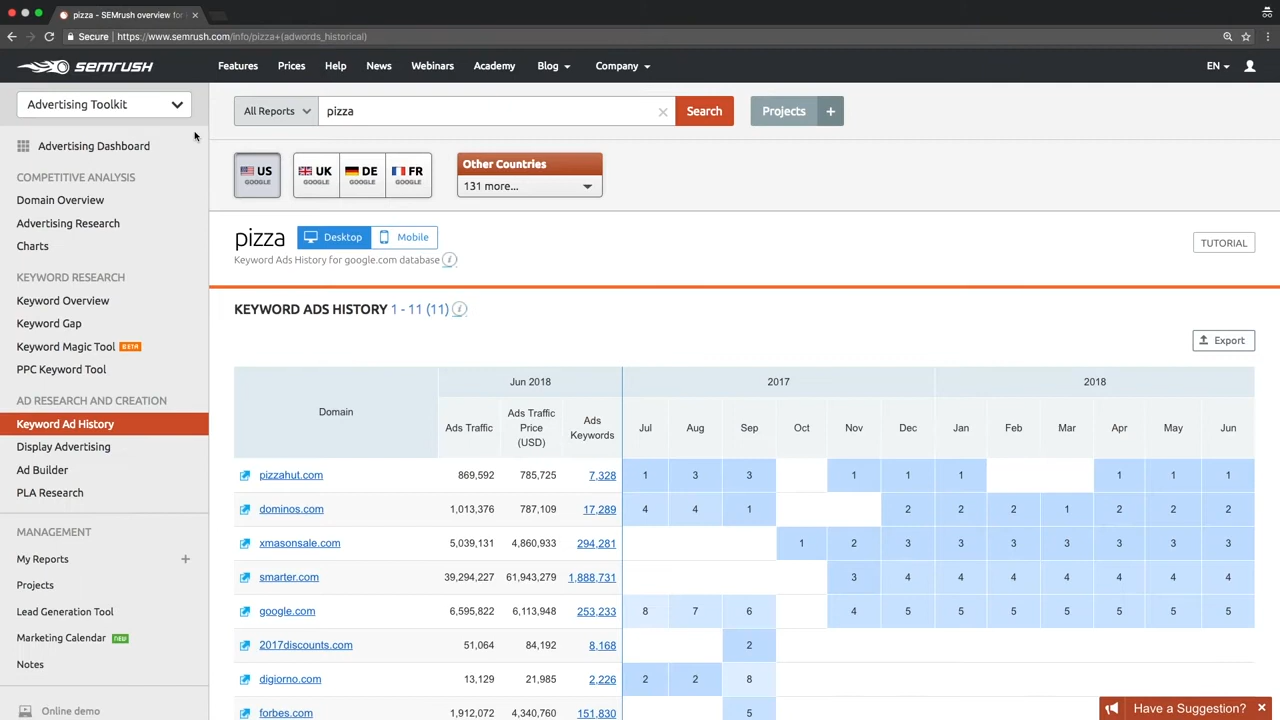 pizza - SEMrush overview for
Secure https://www.semrush.com/info/pizza+(adwords_historical)
SEMRUSH Features Prices Help News Webinars Academy Blog Company EN
Advertising Toolkit
Advertising Dashboard
COMPETITIVE ANALYSIS
Domain Overview
Advertising Research
Charts
KEYWORD RESEARCH
Keyword Overview
Keyword Gap
Keyword Magic Tool BETA
PPC Keyword Tool
AD RESEARCH AND CREATION
Keyword Ad History
Display Advertising
Ad Builder
PLA Research
MANAGEMENT
My Reports +
Projects
Lead Generation Tool
Marketing Calendar NEW
Notes
Online demo
All Reports pizza Search Projects +
US GOOGLE UK GOOGLE DE GOOGLE FR GOOGLE
Other Countries
131 more...
pizza Desktop Mobile
TUTORIAL
Keyword Ads History for google.com database i
KEYWORD ADS HISTORY 1 - 11 (11) i
Export
Domain Jun 2018 2017 2018
Ads Traffic Ads Traffic Price (USD) Ads Keywords Jul Aug Sep Oct Nov Dec Jan Feb Mar Apr May Jun
pizzahut.com 869,592 785,725 7,328 1 3 3 1 1 1 1 1 1
dominos.com 1,013,376 787,109 17,289 4 4 1 2 2 2 1 2 2 2
xmasonsale.com 5,039,131 4,860,933 294,281 1 2 3 3 3 3 3 3 3
smarter.com 39,294,227 61,943,279 1,888,731 3 4 4 4 4 4 4 4
google.com 6,595,822 6,113,948 253,233 8 7 6 4 5 5 5 5 5 5 5
2017discounts.com 51,064 84,192 8,168 2
digiorno.com 13,129 21,985 2,226 2 2 8
forbes.com 1,912,072 4,340,760 151,830 5
Have a Suggestion?